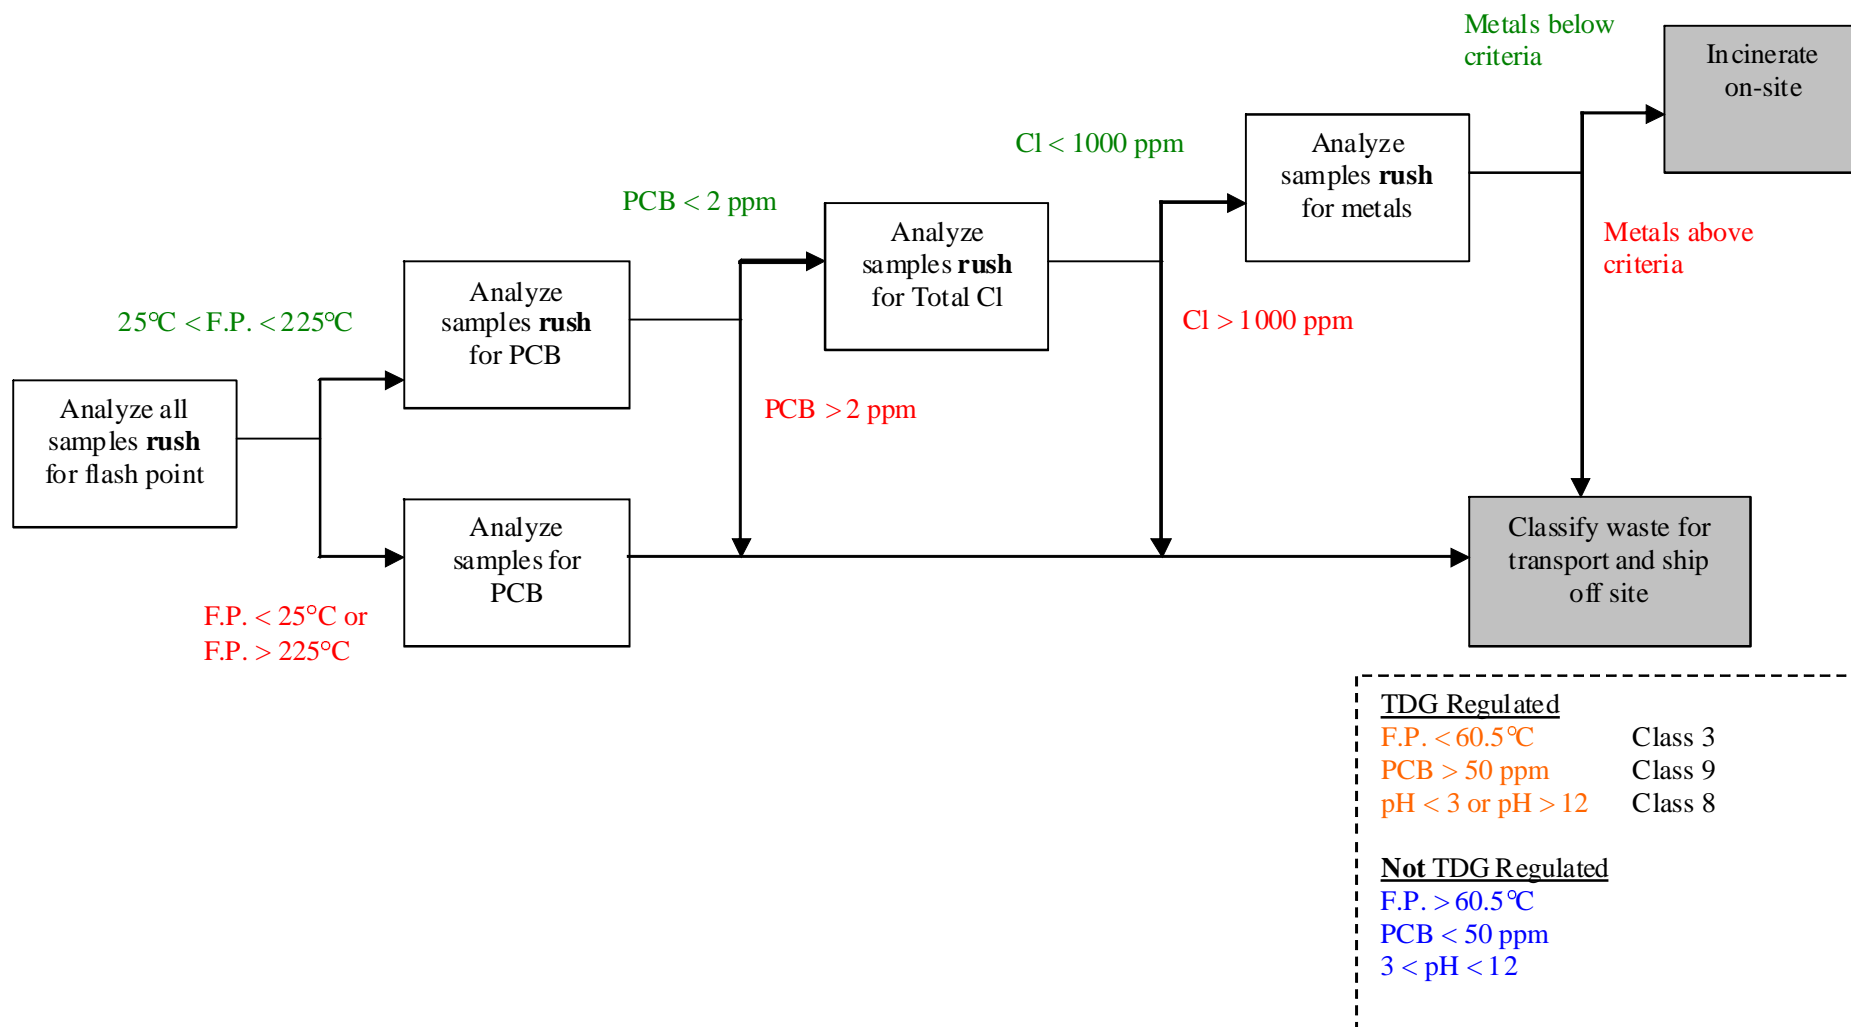 Metals below
criteria
Incinerate
on-site
Cl < 1000 ppm
Analyze
samples rush
for metals
PCB < 2 ppm
Analyze
samples rush
for Total Cl
Metals above
criteria
25°C < F.P. < 225°C
Analyze
samples rush
for PCB
Cl > 1000 ppm
Analyze all
samples rush
for flash point
PCB > 2 ppm
Analyze
samples for
PCB
Classify waste for
transport and ship
off site
F.P. < 25°C or
F.P. > 225°C
TDG Regulated
F.P. < 60.5°C Class 3
PCB > 50 ppm Class 9
pH < 3 or pH > 12 Class 8
Not TDG Regulated
F.P. > 60.5°C
PCB < 50 ppm
3 < pH < 12